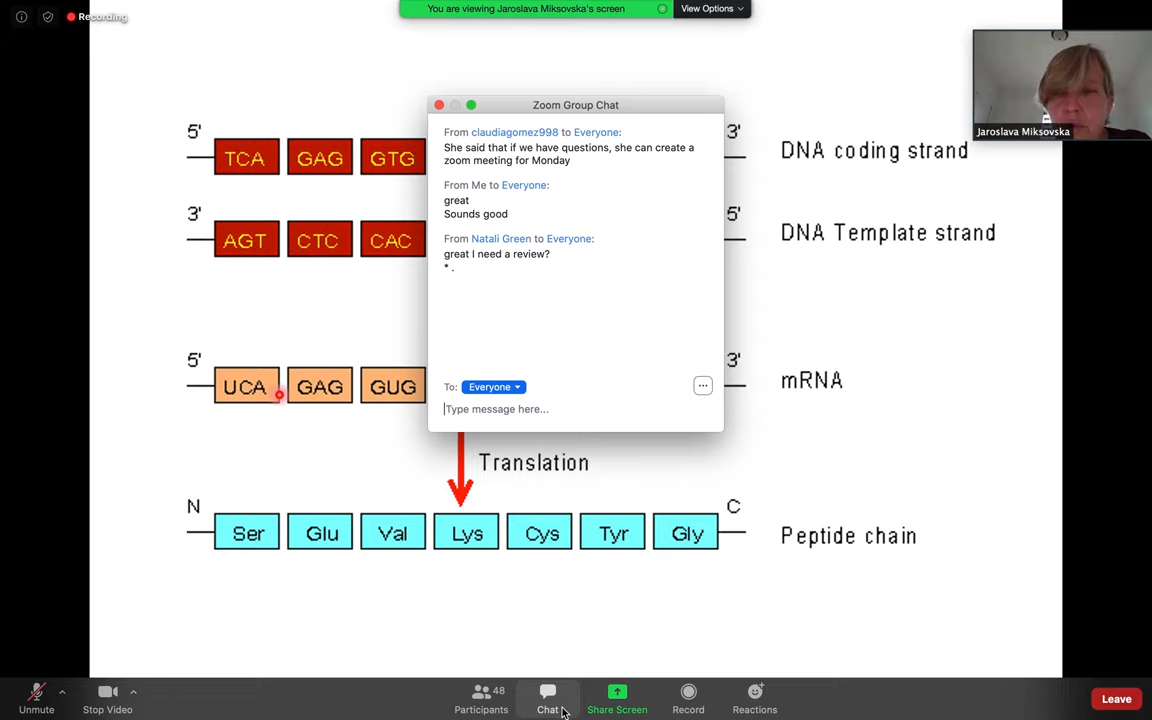 Recording
You are viewing Jaroslava Miksovska's screen
View Options
Jaroslava Miksovska
Zoom Group Chat
From claudiagomez998 to Everyone:
She said that if we have questions, she can create a
zoom meeting for Monday
From Me to Everyone:
great
Sounds good
From Natali Green to Everyone:
great I need a review?
* .
To: Everyone
Type message here...
5' TCA GAG GTG 3' DNA coding strand
3' AGT CTC CAC 5' DNA Template strand
5' UCA GAG GUG 3' mRNA
Translation
N Ser Glu Val Lys Cys Tyr Gly C Peptide chain
Unmute
Stop Video
48
Participants
Chat
Share Screen
Record
Reactions
Leave